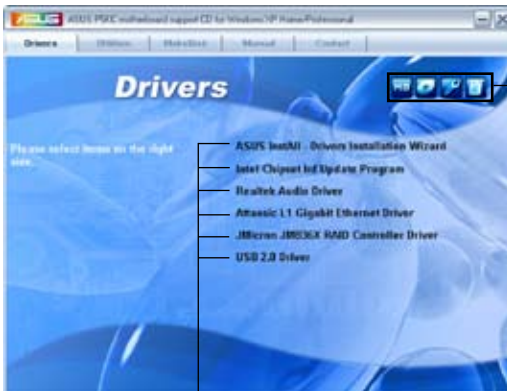 ASUS
ASUS P5KC motherboard support CD for Windows XP Home/Professional
Drivers
Utilities
Make Disk
Manual
Contact
Drivers
Please select items on the right
side.
ASUS InstAll - Drivers Installation Wizard
Intel Chipset Inf Update Program
Realtek Audio Driver
Attansic L1 Gigabit Ethernet Driver
JMicron JMB36X RAID Controller Driver
USB 2.0 Driver